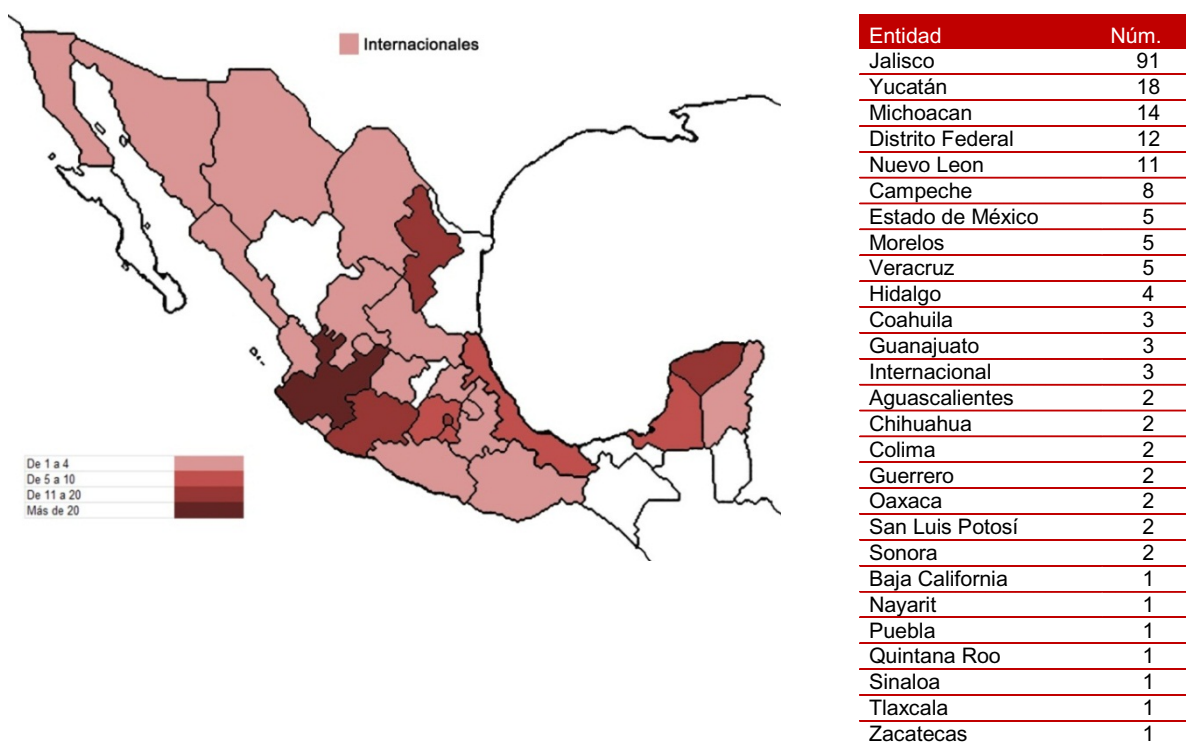 Internacionales
De 1 a 4
De 5 a 10
De 11 a 20
Más de 20
Entidad Núm.
Jalisco 91
Yucatán 18
Michoacan 14
Distrito Federal 12
Nuevo Leon 11
Campeche 8
Estado de México 5
Morelos 5
Veracruz 5
Hidalgo 4
Coahuila 3
Guanajuato 3
Internacional 3
Aguascalientes 2
Chihuahua 2
Colima 2
Guerrero 2
Oaxaca 2
San Luis Potosí 2
Sonora 2
Baja California 1
Nayarit 1
Puebla 1
Quintana Roo 1
Sinaloa 1
Tlaxcala 1
Zacatecas 1